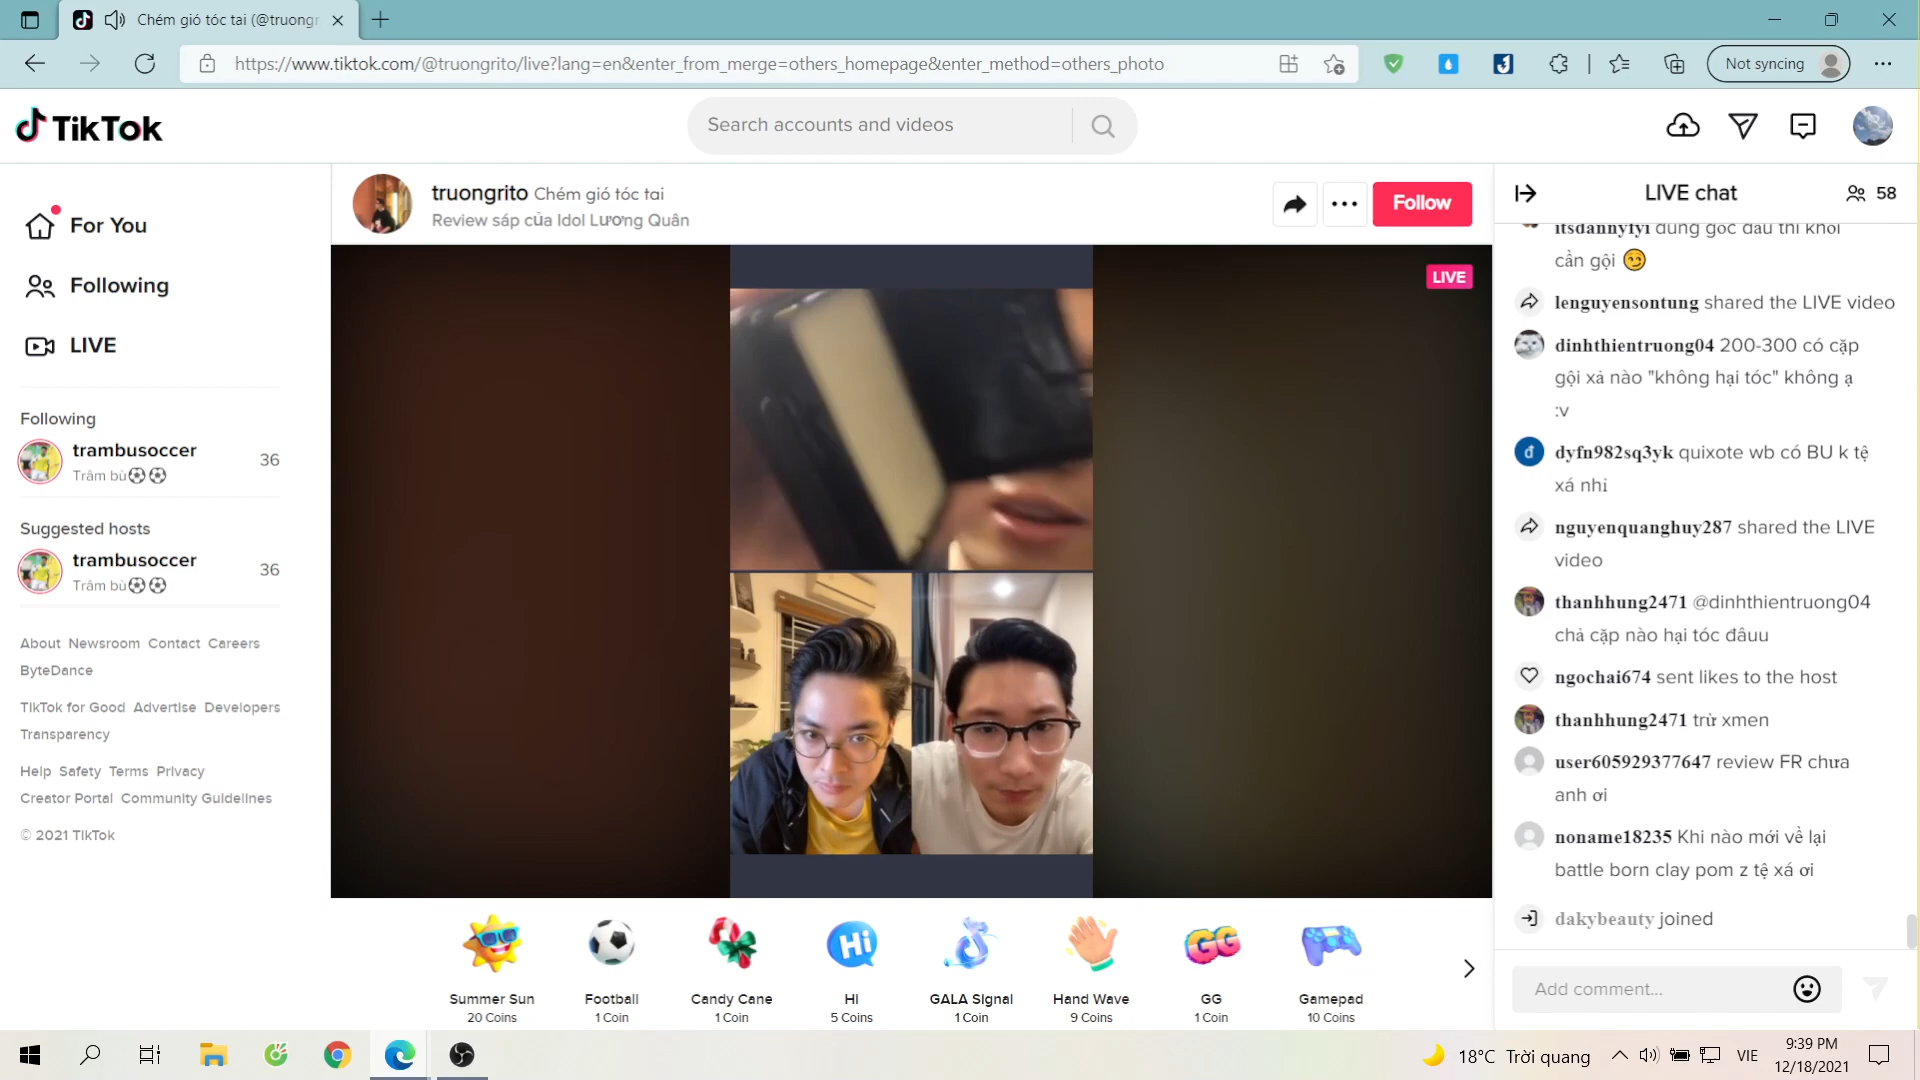 Chém gió tóc tai (@truongr
https://www.tiktok.com/@truongrito/live?lang=en&enter_from_merge=others_homepage&enter_method=others_photo
Not syncing
TikTok
Search accounts and videos
For You
Following
LIVE
Following
trambusoccer
Trâm bù⚽⚽
36
Suggested hosts
trambusoccer
Trâm bù⚽⚽
36
About Newsroom Contact Careers
ByteDance
TikTok for Good Advertise Developers
Transparency
Help Safety Terms Privacy
Creator Portal Community Guidelines
© 2021 TikTok
truongrito Chém gió tóc tai
Review sáp của Idol Lương Quân
Follow
LIVE
Summer Sun
20 Coins
Football
1 Coin
Candy Cane
1 Coin
Hi
5 Coins
GALA Signal
1 Coin
Hand Wave
9 Coins
GG
1 Coin
Gamepad
10 Coins
LIVE chat
58
itsdannyfyi dùng gốc dầu thì khỏi
cần gội 😏
lenguyensontung shared the LIVE video
dinhthientruong04 200-300 có cặp
gội xả nào "không hại tóc" không ạ
:v
dyfn982sq3yk quixote wb có BU k tệ
xá nhỉ
nguyenquanghuy287 shared the LIVE
video
thanhhung2471 @dinhthientruong04
chả cặp nào hại tóc đâuu
ngochai674 sent likes to the host
thanhhung2471 trừ xmen
user605929377647 review FR chưa
anh ơi
noname18235 Khi nào mới về lại
battle born clay pom z tệ xá ơi
dakybeauty joined
Add comment...
18°C Trời quang
VIE
9:39 PM
12/18/2021